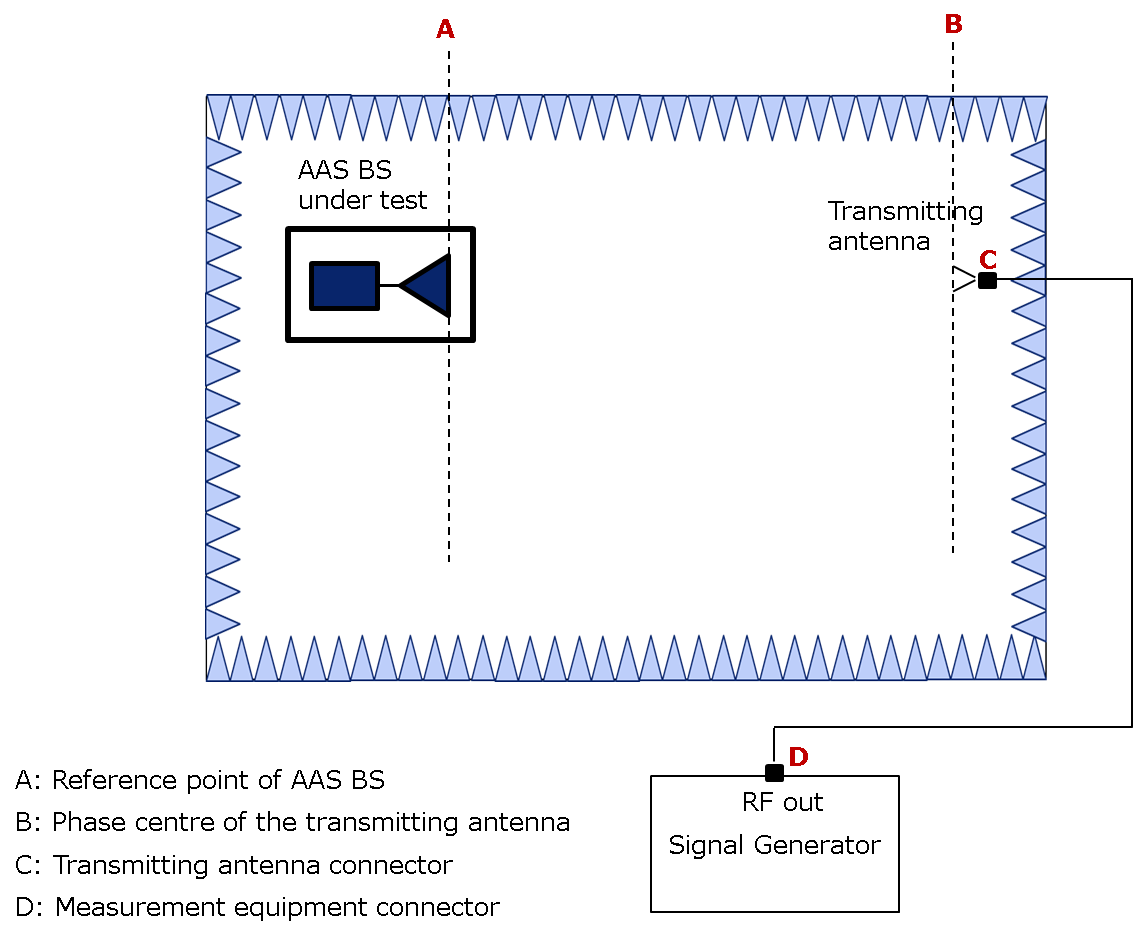 A
B
AAS BS
under test
Transmitting
antenna
C
D
RF out
Signal Generator
A: Reference point of AAS BS
B: Phase centre of the transmitting antenna
C: Transmitting antenna connector
D: Measurement equipment connector